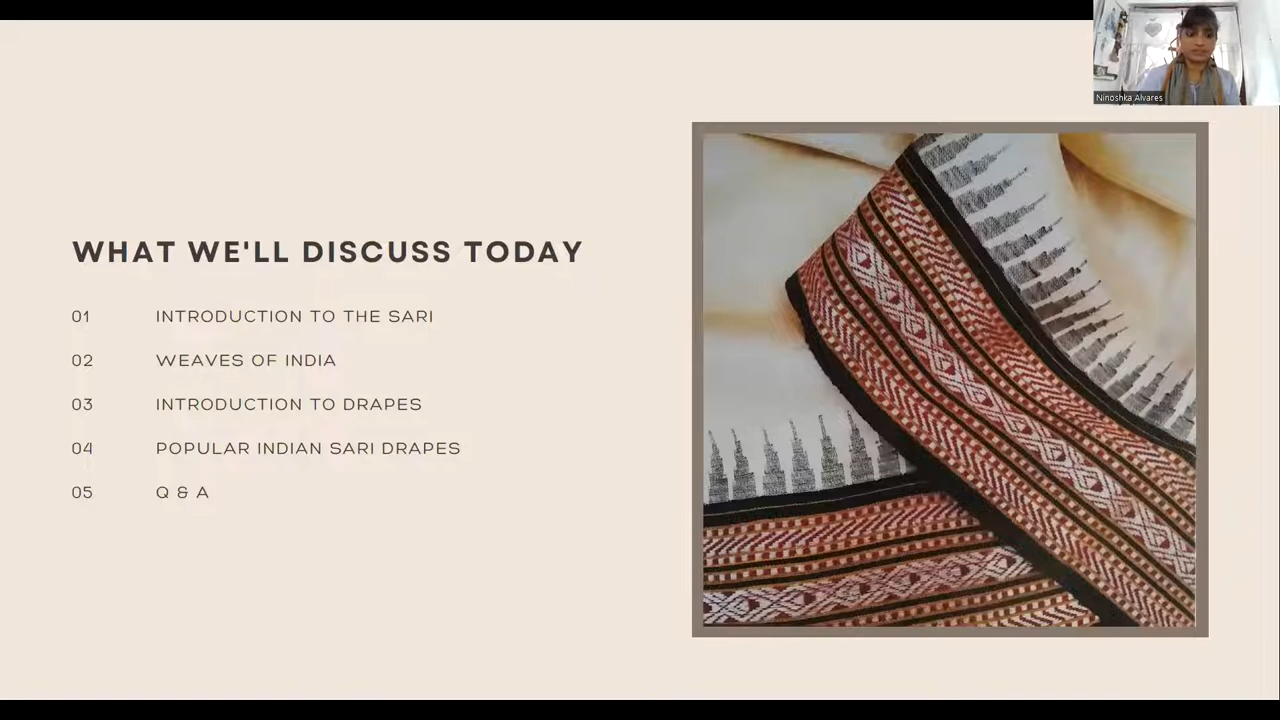 Ninoshka Alvares
WHAT WE'LL DISCUSS TODAY
01 INTRODUCTION TO THE SARI
02 WEAVES OF INDIA
03 INTRODUCTION TO DRAPES
04 POPULAR INDIAN SARI DRAPES
05 Q & A